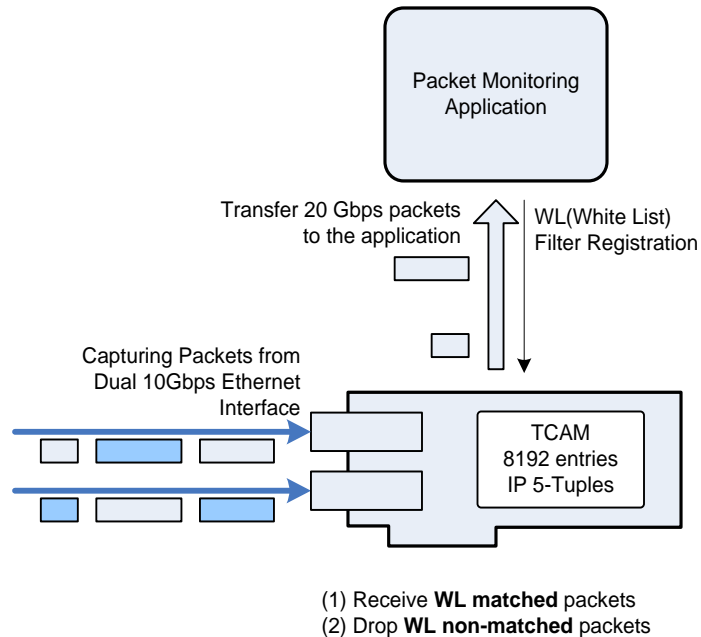 Packet Monitoring
Application
Transfer 20 Gbps packets
to the application
WL(White List)
Filter Registration
Capturing Packets from
Dual 10Gbps Ethernet
Interface
TCAM
8192 entries
IP 5-Tuples
(1) Receive WL matched packets
(2) Drop WL non-matched packets